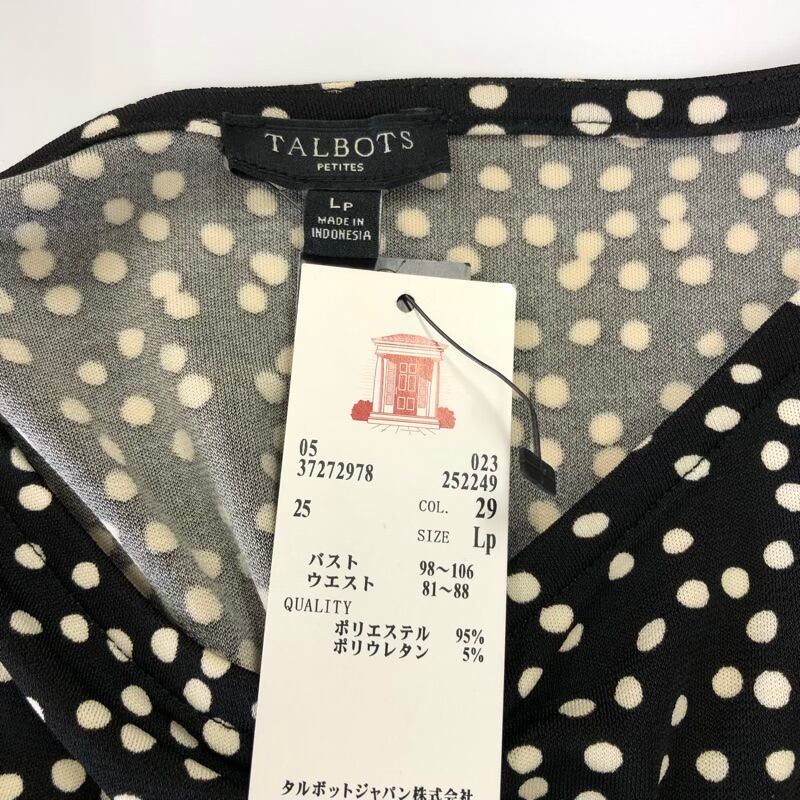 TALBOTS
PETITES
LP
MADE IN
INDONESIA
05 023
37272978 252249
25 COL. 29
SIZE Lp
バスト 98～106
ウエスト 81～88
QUALITY
ポリエステル 95%
ポリウレタン 5%
タルボットジャパン株式会社